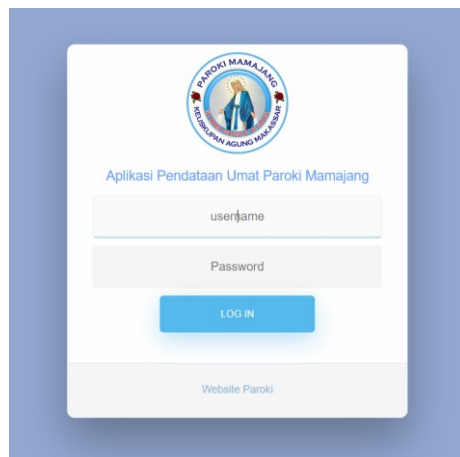 PAROKI MAMAJANG
KEUSKUPAN AGUNG MAKASSAR
Aplikasi Pendataan Umat Paroki Mamajang
username
Password
LOG IN
Website Paroki